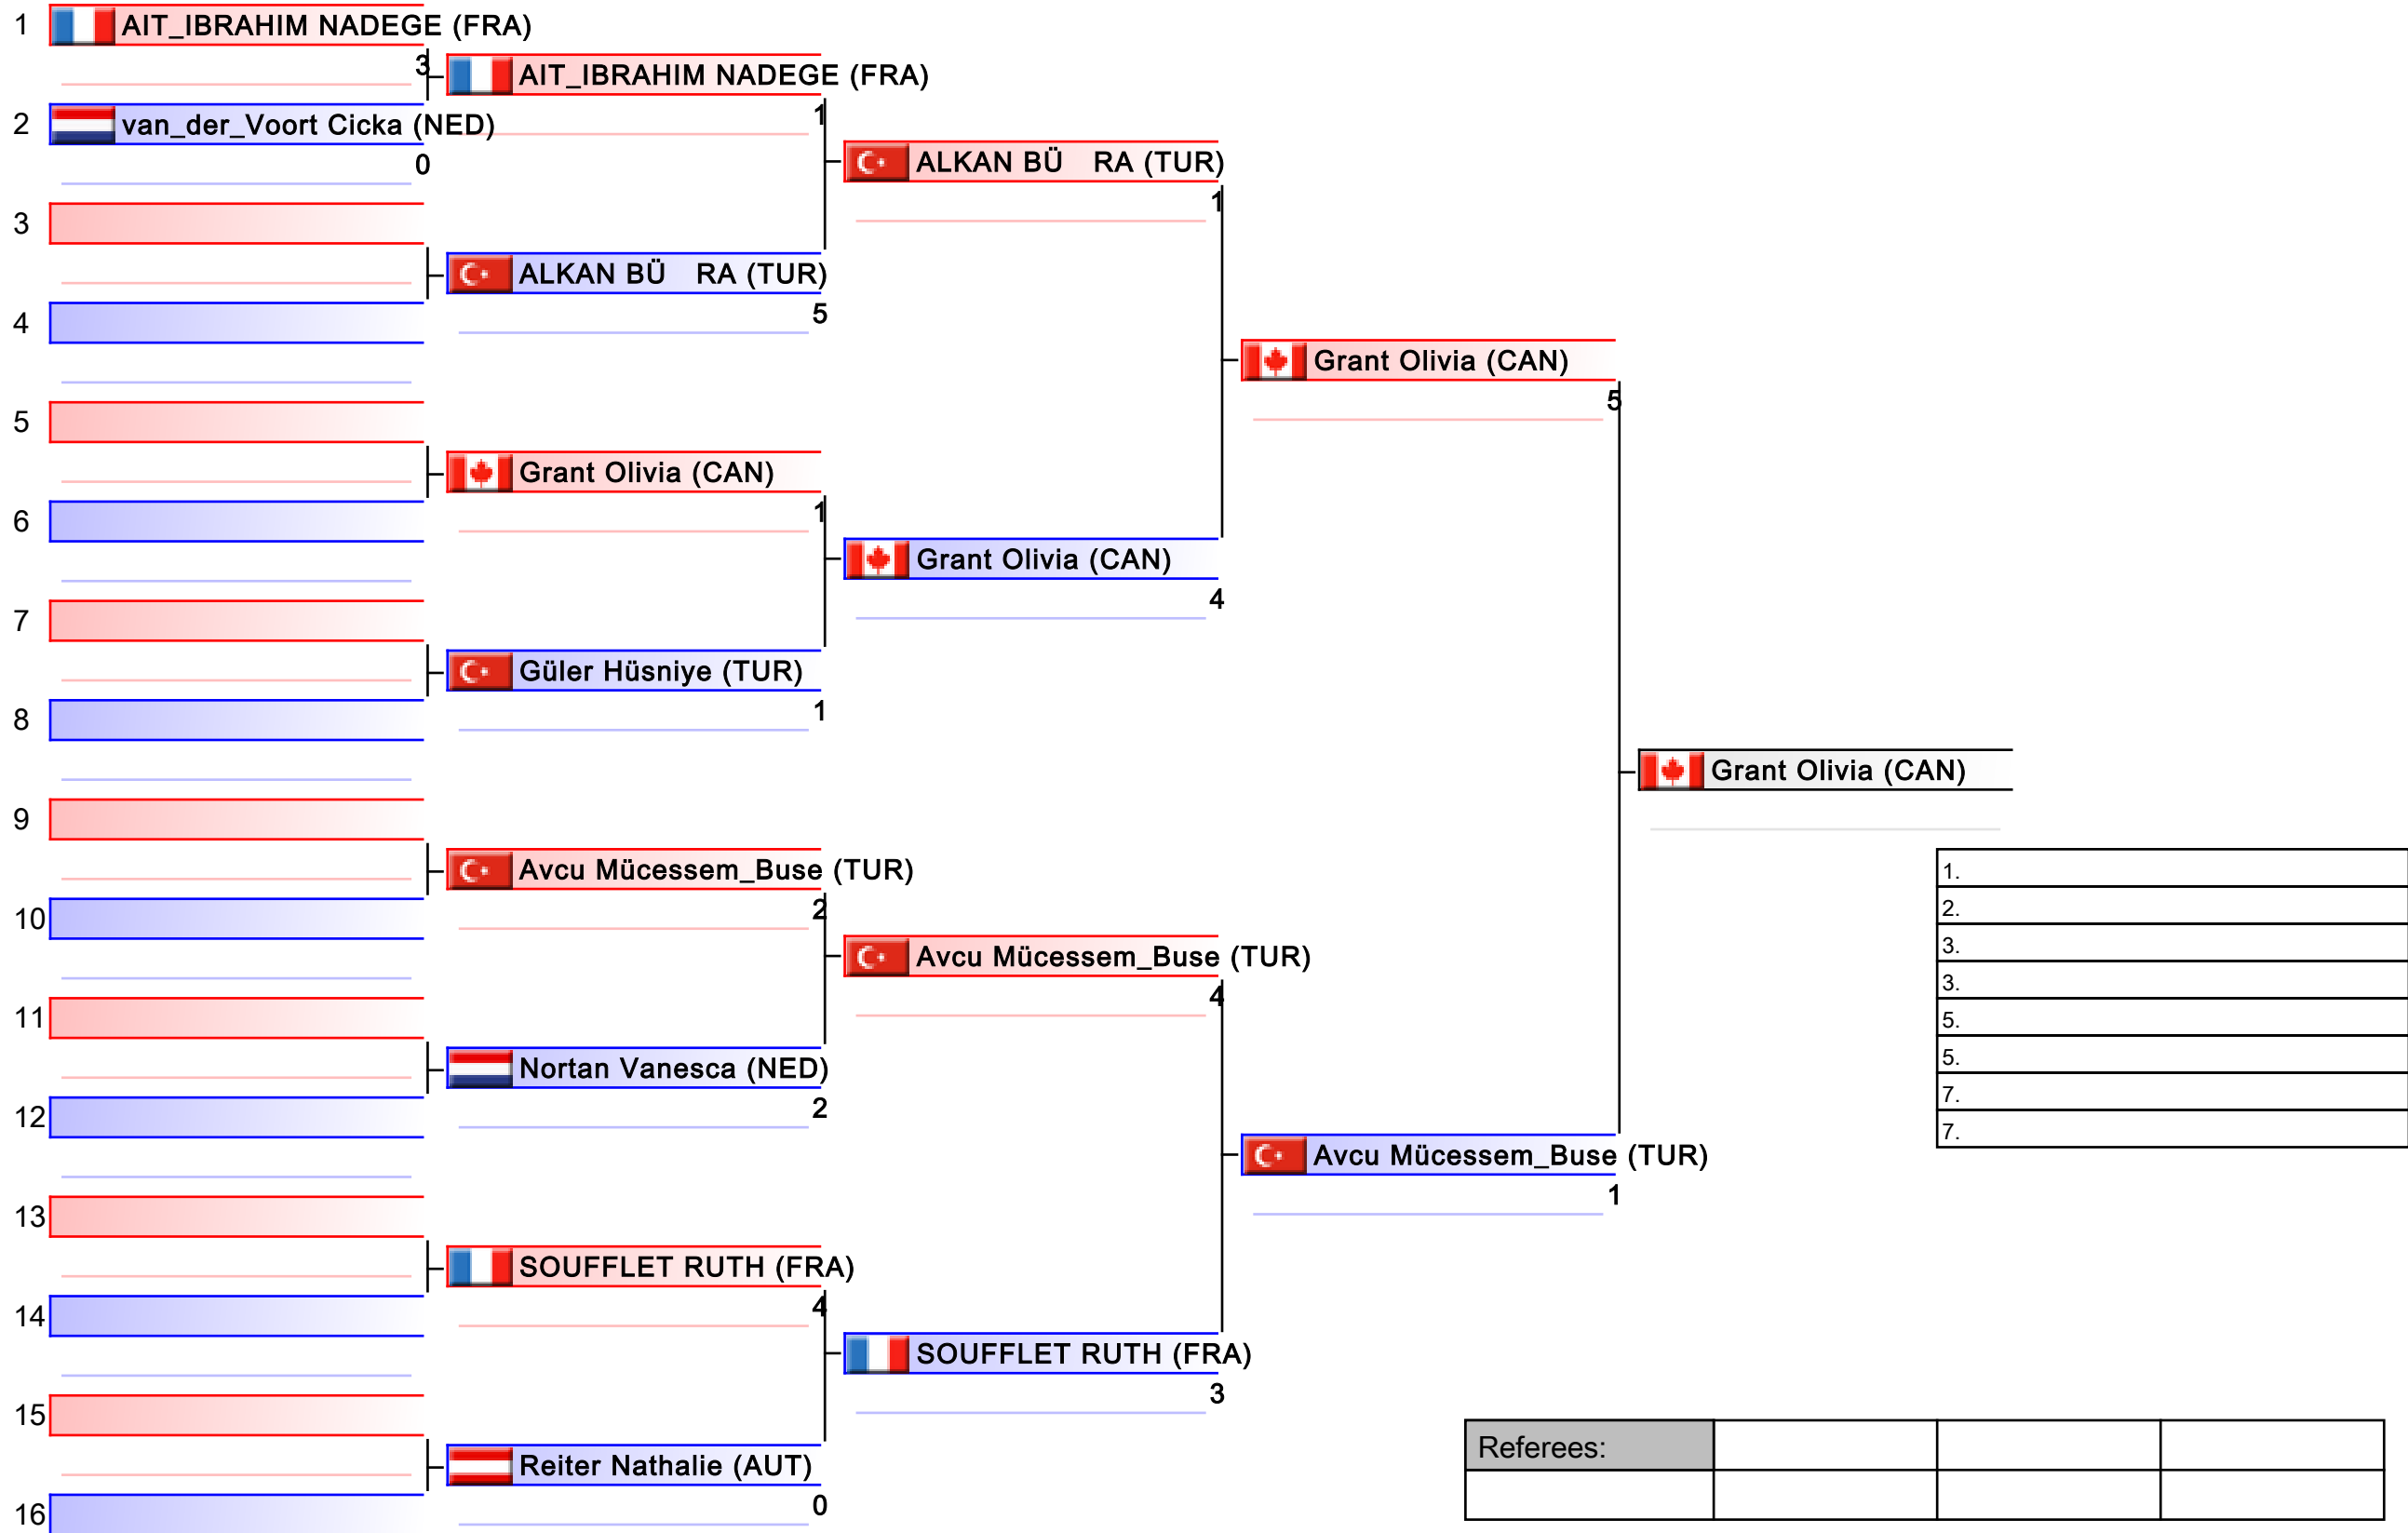 1 AIT_IBRAHIM NADEGE (FRA)
3
AIT_IBRAHIM NADEGE (FRA)
1
2 van_der_Voort Cicka (NED)
0
ALKAN BÜ RA (TUR)
1
3
ALKAN BÜ RA (TUR)
5
4
Grant Olivia (CAN)
5
5
Grant Olivia (CAN)
1
6
Grant Olivia (CAN)
4
7
Güler Hüsniye (TUR)
1
8
Grant Olivia (CAN)
9
Avcu Mücessem_Buse (TUR)
2
10
Avcu Mücessem_Buse (TUR)
4
11
Nortan Vanesca (NED)
2
12
Avcu Mücessem_Buse (TUR)
1
13
SOUFFLET RUTH (FRA)
4
14
SOUFFLET RUTH (FRA)
3
15
Reiter Nathalie (AUT)
0
16
1.
2.
3.
3.
5.
5.
7.
7.
Referees: